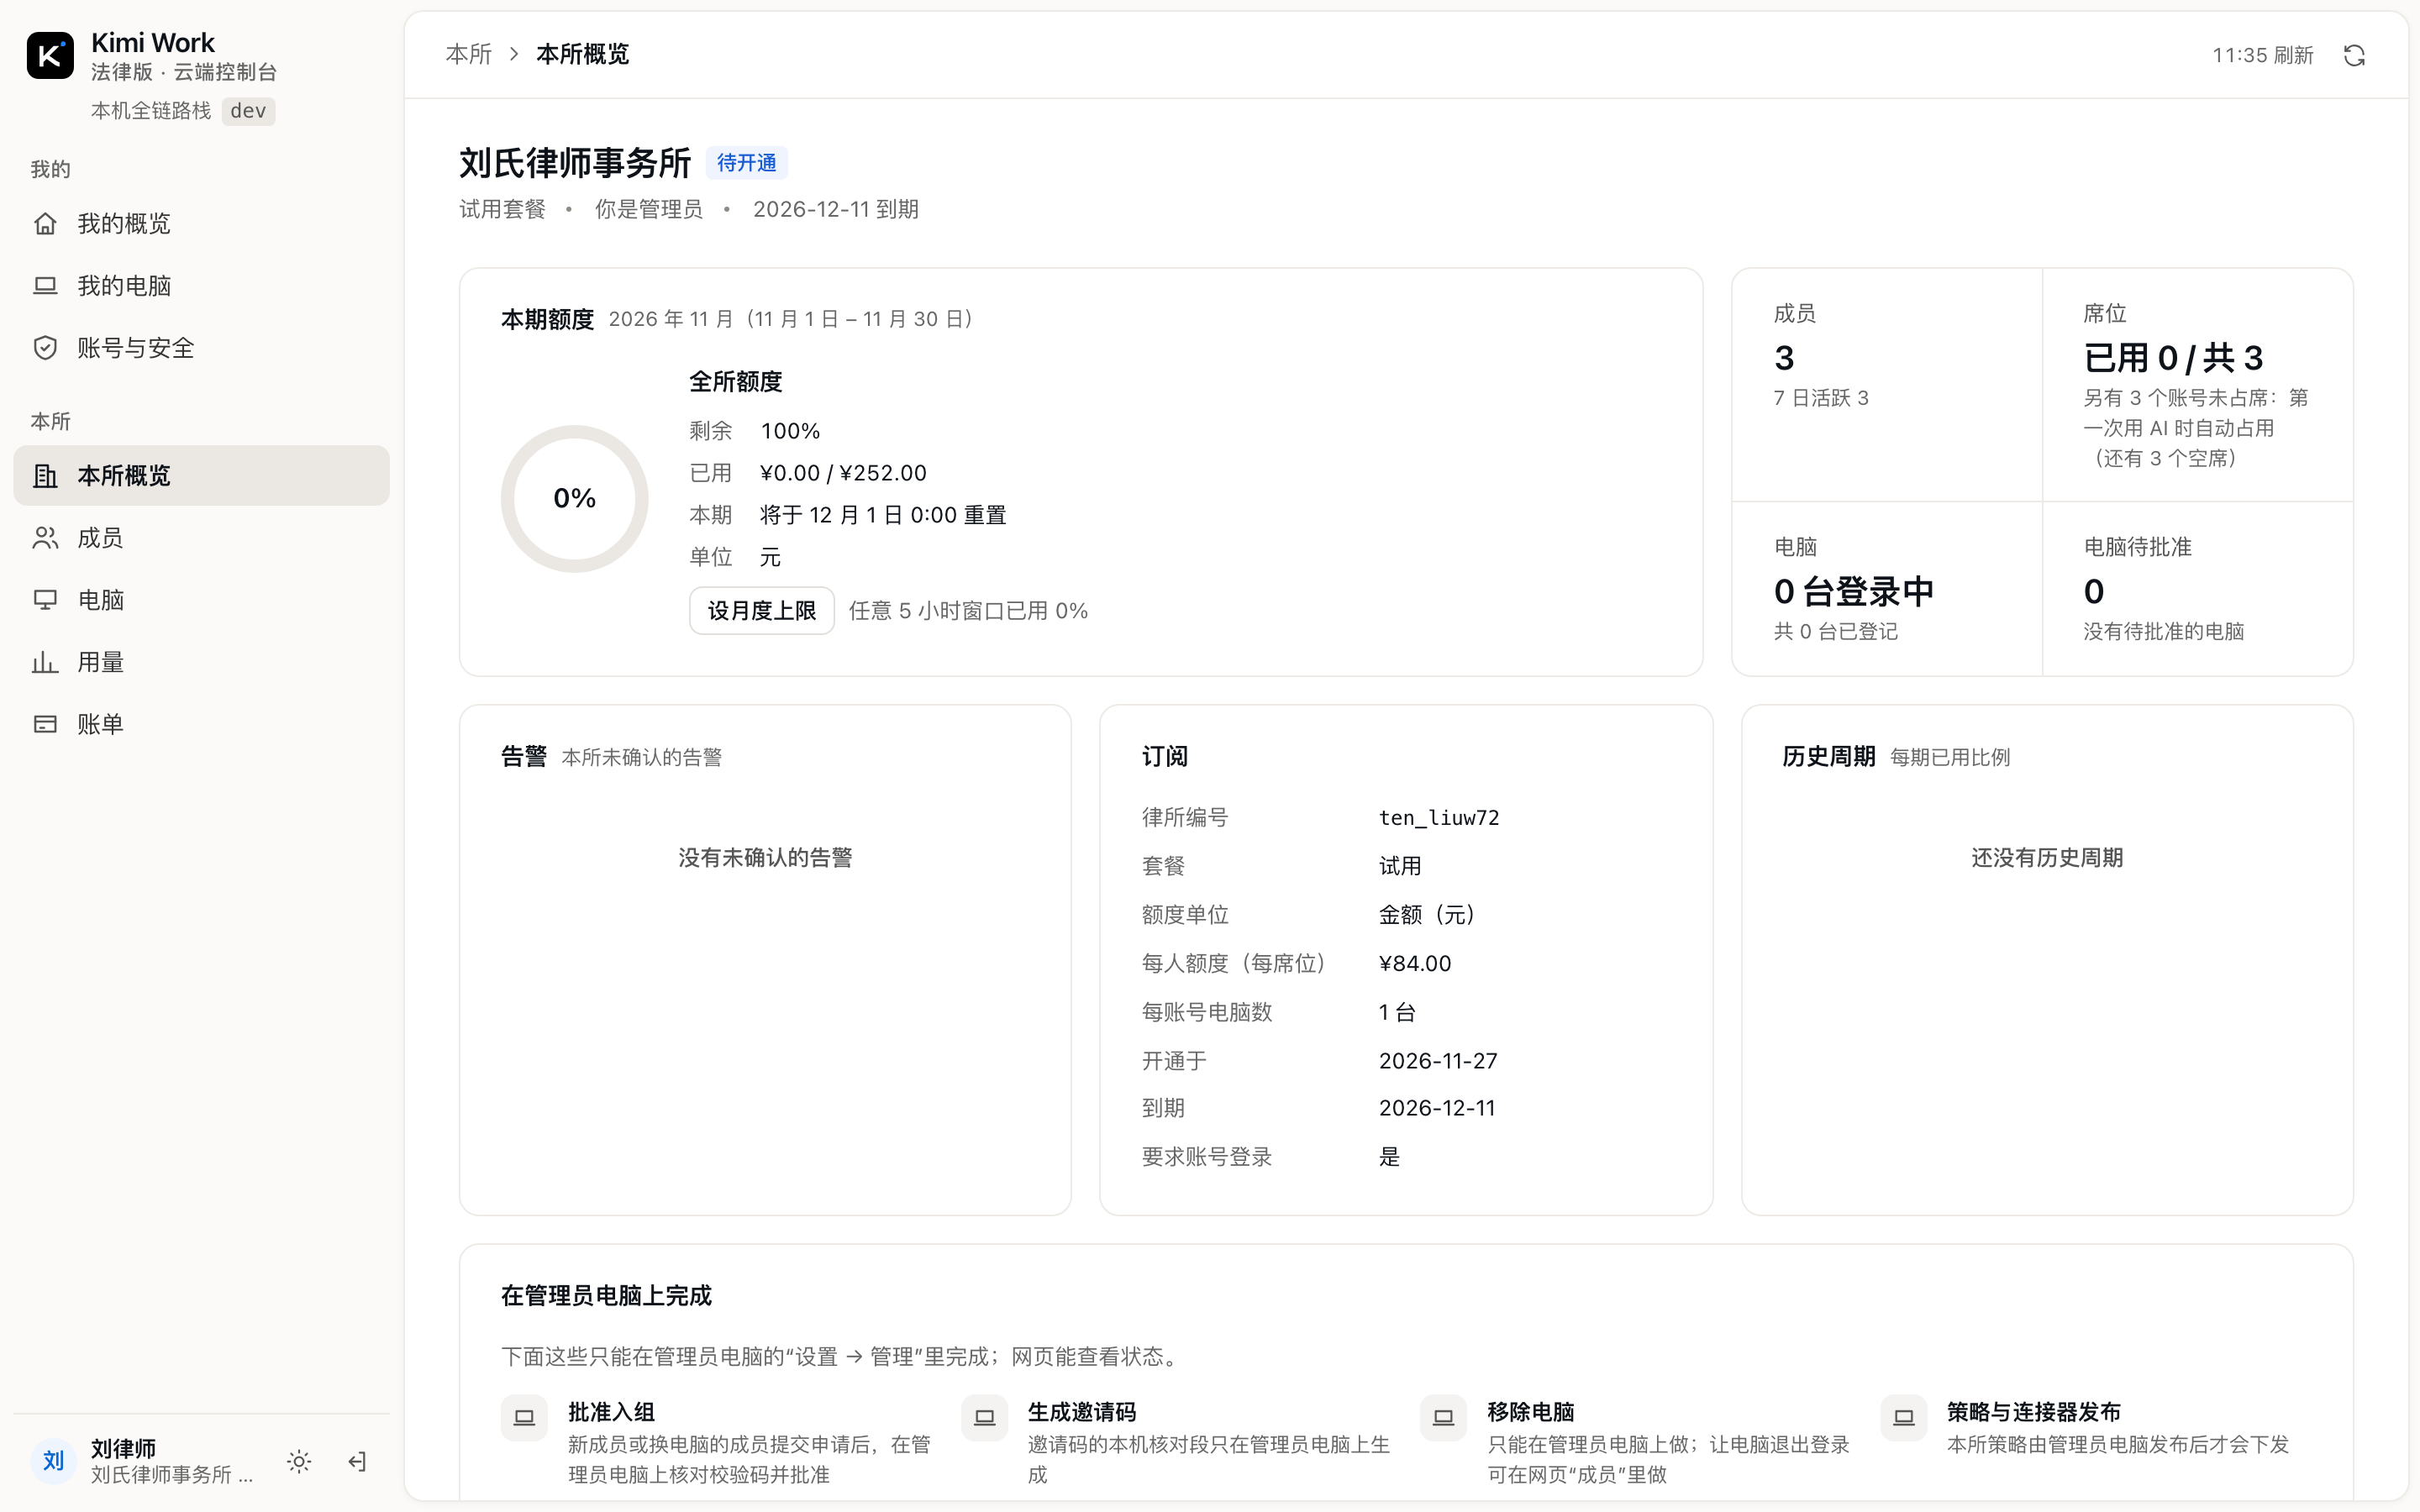 Kimi Work
法律版 · 云端控制台
本机全链路栈 dev
我的
我的概览
我的电脑
账号与安全
本所
本所概览
成员
电脑
用量
账单
刘
刘律师
刘氏律师事务所 ...
本所 > 本所概览
11:35 刷新
刘氏律师事务所 待开通
试用套餐 • 你是管理员 • 2026-12-11 到期
本期额度 2026 年 11 月（11 月 1 日 – 11 月 30 日）
0%
全所额度
剩余 100%
已用 ¥0.00 / ¥252.00
本期 将于 12 月 1 日 0:00 重置
单位 元
设月度上限 任意 5 小时窗口已用 0%
成员
3
7 日活跃 3
席位
已用 0 / 共 3
另有 3 个账号未占席：第
一次用 AI 时自动占用
（还有 3 个空席）
电脑
0 台登录中
共 0 台已登记
电脑待批准
0
没有待批准的电脑
告警 本所未确认的告警
没有未确认的告警
订阅
律所编号 ten_liuw72
套餐 试用
额度单位 金额（元）
每人额度（每席位） ¥84.00
每账号电脑数 1 台
开通于 2026-11-27
到期 2026-12-11
要求账号登录 是
历史周期 每期已用比例
还没有历史周期
在管理员电脑上完成
下面这些只能在管理员电脑的“设置 → 管理”里完成；网页能查看状态。
批准入组
新成员或换电脑的成员提交申请后，在管
理员电脑上核对校验码并批准
生成邀请码
邀请码的本机核对段只在管理员电脑上生
成
移除电脑
只能在管理员电脑上做；让电脑退出登录
可在网页“成员”里做
策略与连接器发布
本所策略由管理员电脑发布后才会下发